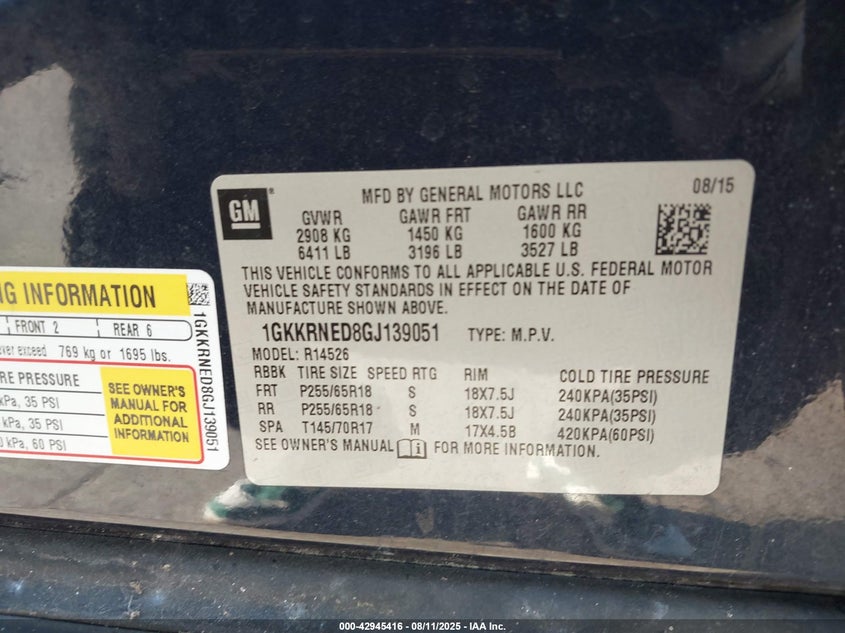 MFD BY GENERAL MOTORS LLC 08/15
GM
GVWR GAWR FRT GAWR RR
2908 KG 1450 KG 1600 KG
6411 LB 3196 LB 3527 LB
THIS VEHICLE CONFORMS TO ALL APPLICABLE U.S. FEDERAL MOTOR
VEHICLE SAFETY STANDARDS IN EFFECT ON THE DATE OF
MANUFACTURE SHOWN ABOVE.
1GKKRNED8GJ139051 TYPE: M.P.V.
MODEL: R14526
RBBK TIRE SIZE SPEED RTG RIM COLD TIRE PRESSURE
FRT P255/65R18 S 18X7.5J 240KPA(35PSI)
RR P255/65R18 S 18X7.5J 240KPA(35PSI)
SPA T145/70R17 M 17X4.5B 420KPA(60PSI)
SEE OWNER'S MANUAL FOR MORE INFORMATION.
NG INFORMATION
FRONT 2 REAR 6
ever exceed 769 kg or 1695 lbs.
IRE PRESSURE
kPa, 35 PSI
kPa, 35 PSI
0 kPa, 60 PSI
SEE OWNER'S
MANUAL FOR
ADDITIONAL
INFORMATION
1GKKRNED8GJ139051
000-42945416 - 08/11/2025 - IAA Inc.